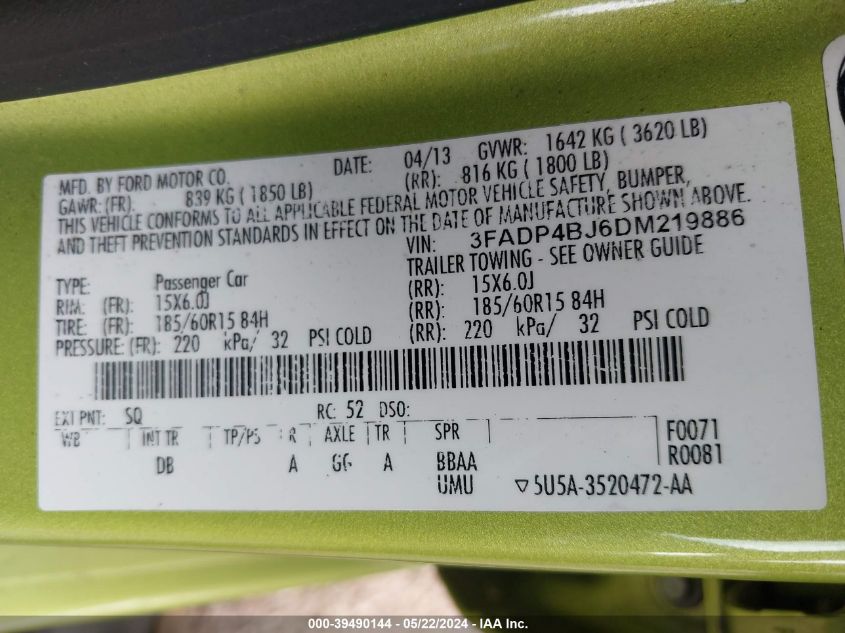 MFD. BY FORD MOTOR CO. DATE: 04/13 GVWR: 1642 KG ( 3620 LB)
GAWR: (FR): 839 KG ( 1850 LB) (RR): 816 KG ( 1800 LB)
THIS VEHICLE CONFORMS TO ALL APPLICABLE FEDERAL MOTOR VEHICLE SAFETY, BUMPER,
AND THEFT PREVENTION STANDARDS IN EFFECT ON THE DATE OF MANUFACTURE SHOWN ABOVE.
VIN: 3FADP4BJ6DM219886
TYPE: Passenger Car TRAILER TOWING - SEE OWNER GUIDE
RIM: (FR): 15X6.0J (RR): 15X6.0J
TIRE: (FR): 185/60R15 84H (RR): 185/60R15 84H
PRESSURE: (FR): 220 kPa/ 32 PSI COLD (RR): 220 kPa/ 32 PSI COLD
EXT PNT: SQ RC: 52 DSO:
WB INT TR TP/PS R AXLE TR SPR F0071
DB A GG A BBAA R0081
UMU 5U5A-3520472-AA
000-39490144 - 05/22/2024 - IAA Inc.